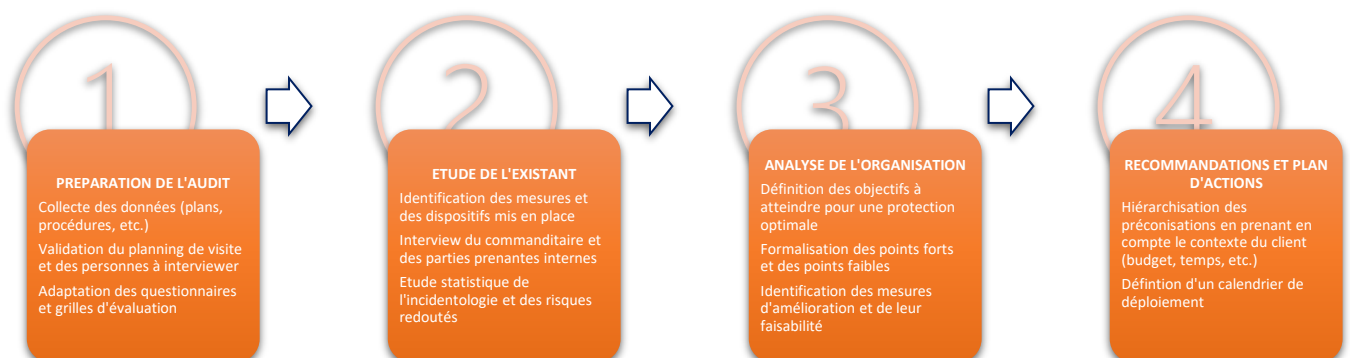 1
PREPARATION DE L'AUDIT
Collecte des données (plans,
procédures, etc.)
Validation du planning de visite
et des personnes à interviewer
Adaptation des questionnaires
et grilles d'évaluation
2
ETUDE DE L'EXISTANT
Identification des mesures et
des dispositifs mis en place
Interview du commanditaire et
des parties prenantes internes
Etude statistique de
l'incidentologie et des risques
redoutés
3
ANALYSE DE L'ORGANISATION
Définition des objectifs à
atteindre pour une protection
optimale
Formalisation des points forts
et des points faibles
Identification des mesures
d'amélioration et de leur
faisabilité
4
RECOMMANDATIONS ET PLAN
D'ACTIONS
Hiérarchisation des
préconisations en prenant en
compte le contexte du client
(budget, temps, etc.)
Défintion d'un calendrier de
déploiement